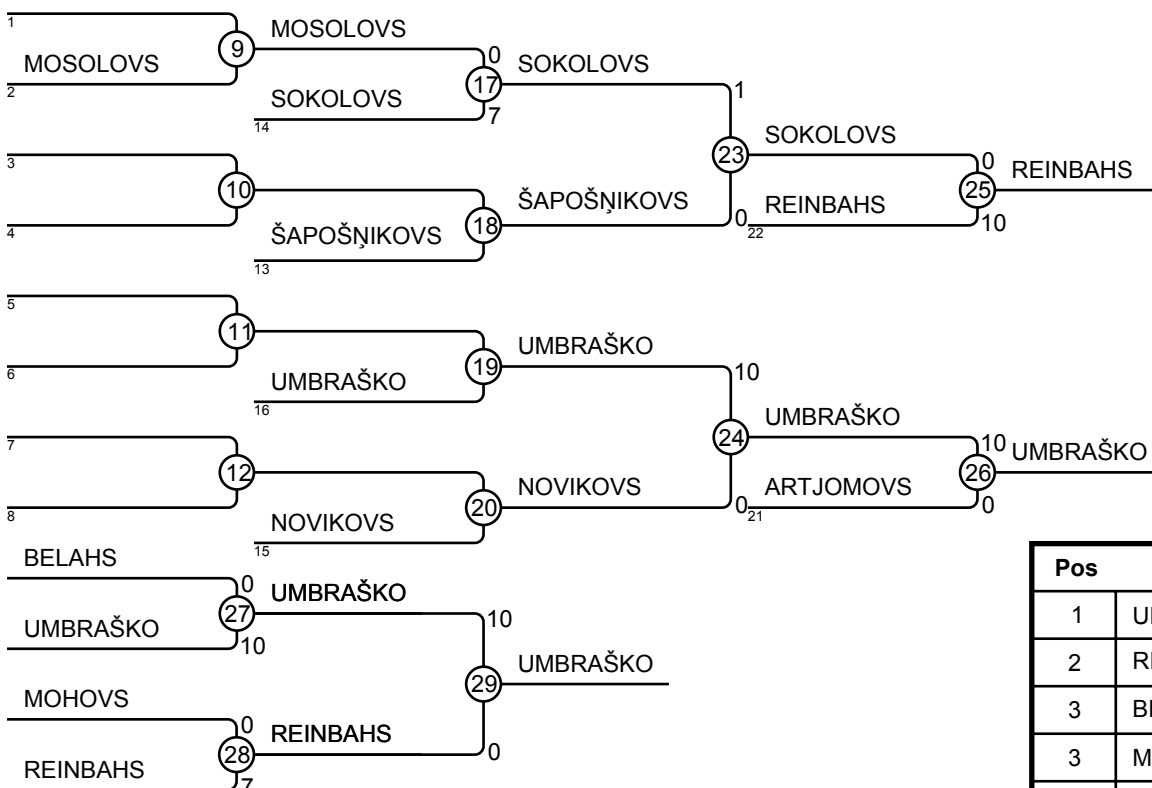 1
MOSOLOVS
9
MOSOLOVS
2
0
17
SOKOLOVS
SOKOLOVS
14
7
1
3
23
SOKOLOVS
0
REINBAHS
10
25
4
ŠAPOŠŅIKOVS
18
ŠAPOŠŅIKOVS
0
22
REINBAHS
10
13
5
11
UMBRAŠKO
6
19
UMBRAŠKO
16
10
7
24
UMBRAŠKO
10
UMBRAŠKO
12
26
8
NOVIKOVS
20
NOVIKOVS
0
21
ARTJOMOVS
0
15
BELAHS
0
27
UMBRAŠKO
UMBRAŠKO
10
10
29
UMBRAŠKO
MOHOVS
0
28
REINBAHS
0
REINBAHS
7
Pos
1
2
3
3